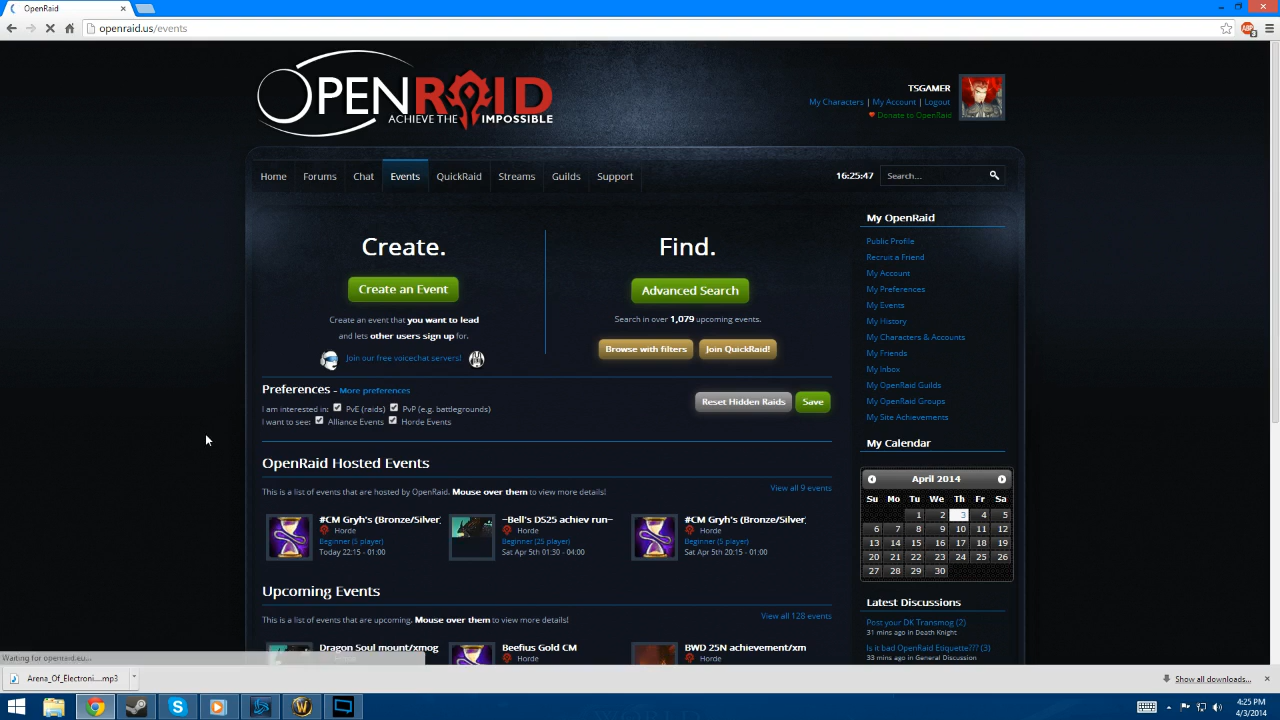 OpenRaid
openraid.us/events
OPENRAID
ACHIEVE THE IMPOSSIBLE
TSGAMER
My Characters | My Account | Logout
Donate to OpenRaid
Home Forums Chat Events QuickRaid Streams Guilds Support 16:25:47 Search...
Create.
Create an Event
Create an event that you want to lead
and lets other users sign up for.
Join our free voicechat servers!
Find.
Advanced Search
Search in over 1,079 upcoming events.
Browse with filters Join QuickRaid!
Preferences - More preferences
I am interested in: PvE (raids) PvP (e.g. battlegrounds)
I want to see: Alliance Events Horde Events
Reset Hidden Raids Save
OpenRaid Hosted Events
This is a list of events that are hosted by OpenRaid. Mouse over them to view more details!
View all 9 events
#CM Gryh's (Bronze/Silver,
Horde
Beginner (5 player)
Today 22:15 - 01:00
~Bell's DS25 achiev run~
Horde
Beginner (25 player)
Sat Apr 5th 01:30 - 04:00
#CM Gryh's (Bronze/Silver,
Horde
Beginner (5 player)
Sat Apr 5th 20:15 - 01:00
Upcoming Events
This is a list of events that are upcoming. Mouse over them to view more details!
View all 128 events
Dragon Soul mount/xmog
Horde
Beefius Gold CM
Horde
BWD 25N achievement/xm
Horde
My OpenRaid
Public Profile
Recruit a Friend
My Account
My Preferences
My Events
My History
My Characters & Accounts
My Friends
My Inbox
My OpenRaid Guilds
My OpenRaid Groups
My Site Achievements
My Calendar
April 2014
Su Mo Tu We Th Fr Sa
1 2 3 4 5
6 7 8 9 10 11 12
13 14 15 16 17 18 19
20 21 22 23 24 25 26
27 28 29 30
Latest Discussions
Post your DK Transmog (2)
31 mins ago in Death Knight
Is it bad OpenRaid Etiquette??? (3)
33 mins ago in General Discussion
Waiting for openraid.eu...
Arena_Of_Electroni....mp3
Show all downloads...
4:25 PM
4/3/2014